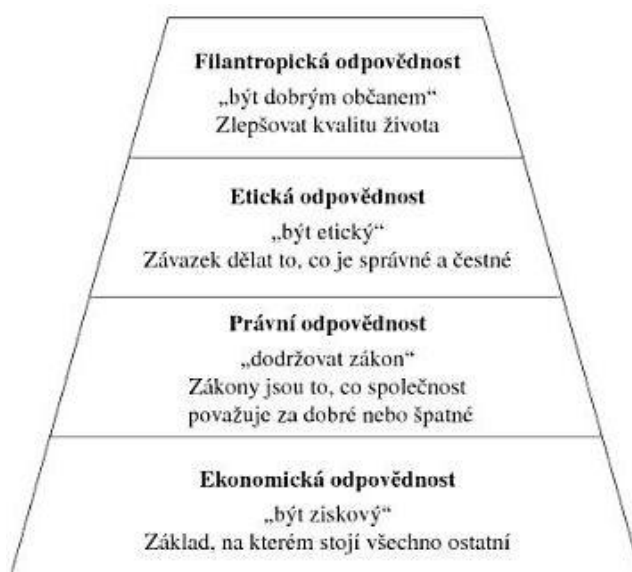 Filantropická odpovědnost
„být dobrým občanem“
Zlepšovat kvalitu života
Etická odpovědnost
„být etický“
Závazek dělat to, co je správné a čestné
Právní odpovědnost
„dodržovat zákon“
Zákony jsou to, co společnost
považuje za dobré nebo špatné
Ekonomická odpovědnost
„být ziskový“
Základ, na kterém stojí všechno ostatní